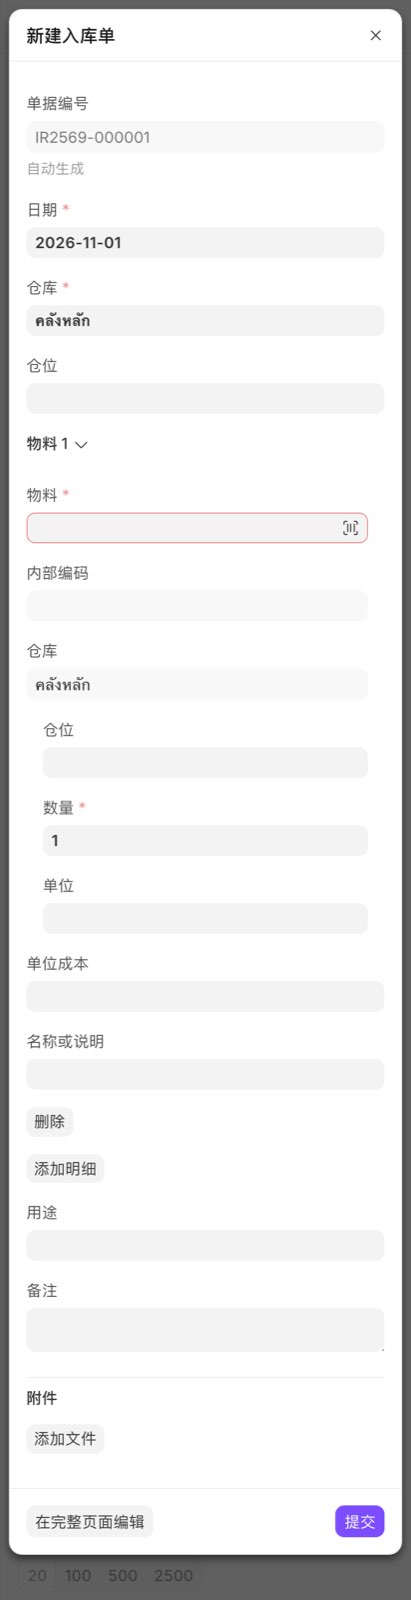 新建入库单
单据编号
IR2569-000001
自动生成
日期 *
2026-11-01
仓库 *
คลังหลัก
仓位
物料 1
物料 *
内部编码
仓库
คลังหลัก
仓位
数量 *
1
单位
单位成本
名称或说明
删除
添加明细
用途
备注
附件
添加文件
在完整页面编辑 提交
20 100 500 2500